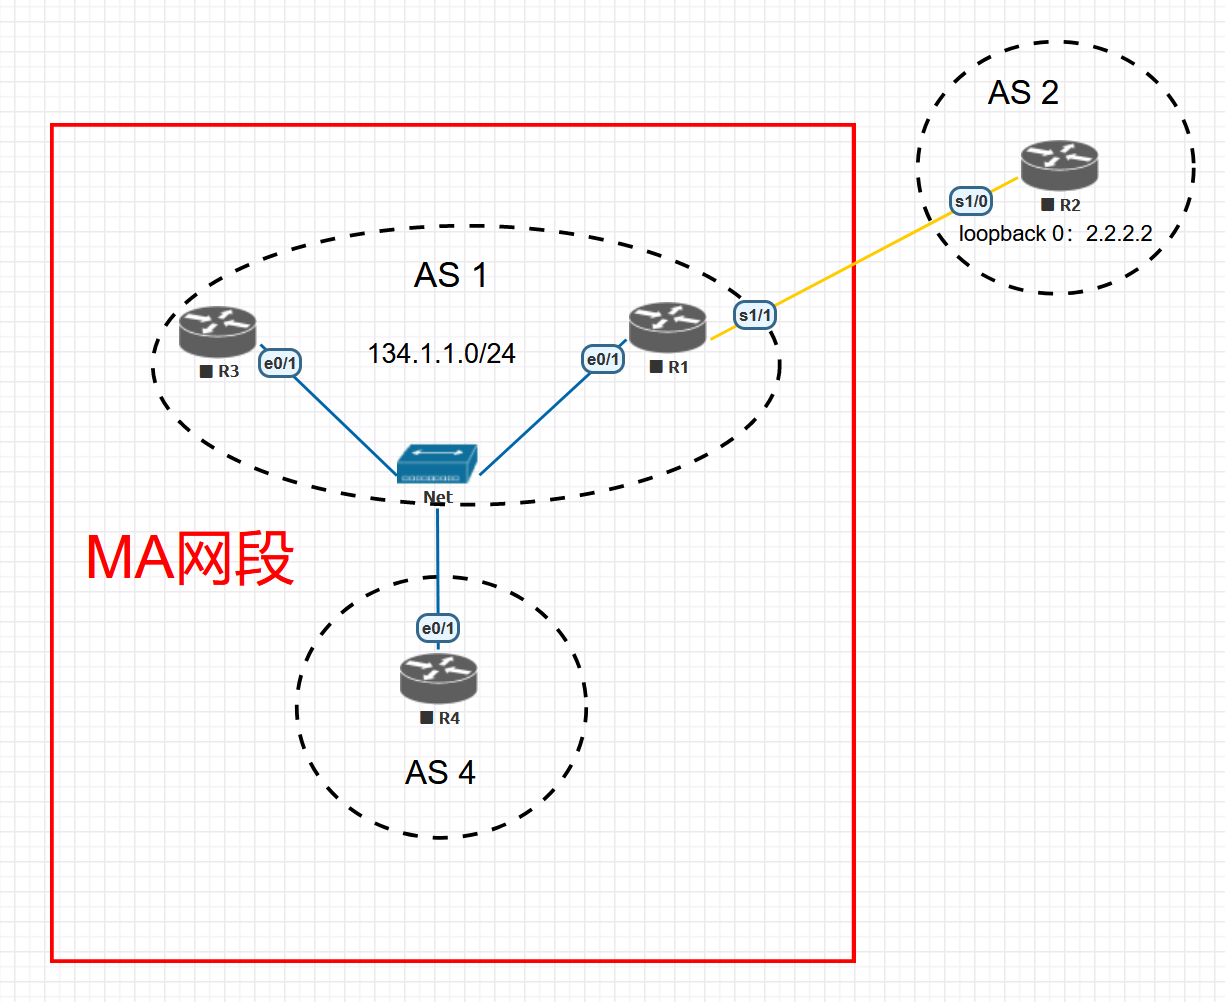 AS 2
R2
s1/0
loopback 0：2.2.2.2
AS 1
s1/1
R3
e0/1
134.1.1.0/24
e0/1
R1
Net
MA网段
e0/1
R4
AS 4